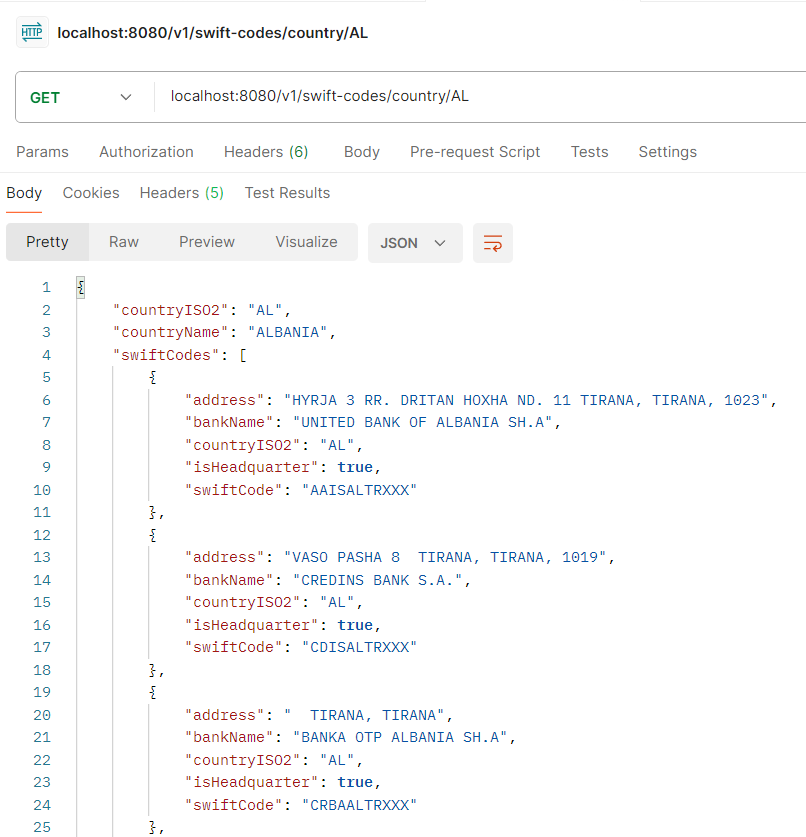 HTTP localhost:8080/v1/swift-codes/country/AL
GET localhost:8080/v1/swift-codes/country/AL
Params Authorization Headers (6) Body Pre-request Script Tests Settings
Body Cookies Headers (5) Test Results
Pretty Raw Preview Visualize JSON
1 {
2 "countryISO2": "AL",
3 "countryName": "ALBANIA",
4 "swiftCodes": [
5 {
6 "address": "HYRJA 3 RR. DRITAN HOXHA ND. 11 TIRANA, TIRANA, 1023",
7 "bankName": "UNITED BANK OF ALBANIA SH.A",
8 "countryISO2": "AL",
9 "isHeadquarter": true,
10 "swiftCode": "AAISALTRXXX"
11 },
12 {
13 "address": "VASO PASHA 8  TIRANA, TIRANA, 1019",
14 "bankName": "CREDINS BANK S.A.",
15 "countryISO2": "AL",
16 "isHeadquarter": true,
17 "swiftCode": "CDISALTRXXX"
18 },
19 {
20 "address": "  TIRANA, TIRANA",
21 "bankName": "BANKA OTP ALBANIA SH.A",
22 "countryISO2": "AL",
23 "isHeadquarter": true,
24 "swiftCode": "CRBAALTRXXX"
25 },